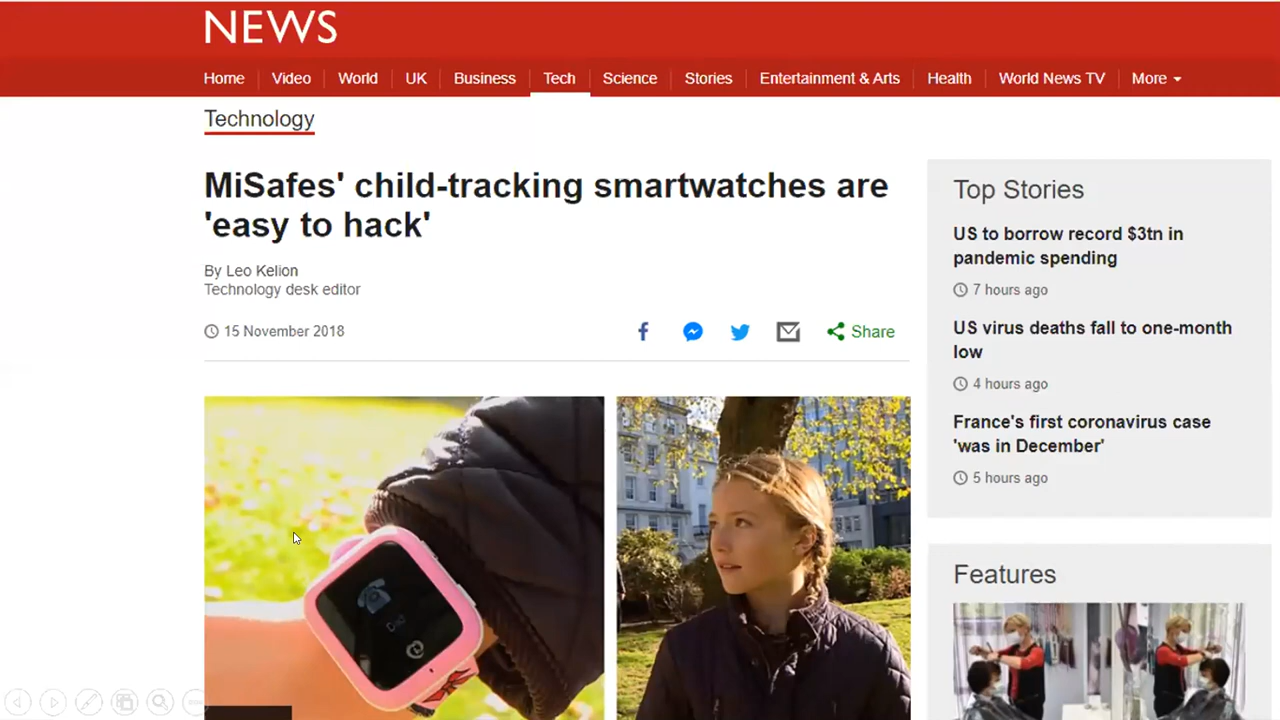 NEWS
Home Video World UK Business Tech Science Stories Entertainment & Arts Health World News TV More
Technology
MiSafes' child-tracking smartwatches are
'easy to hack'
By Leo Kelion
Technology desk editor
15 November 2018
Share
Top Stories
US to borrow record $3tn in
pandemic spending
7 hours ago
US virus deaths fall to one-month
low
4 hours ago
France's first coronavirus case
'was in December'
5 hours ago
Features
Dad